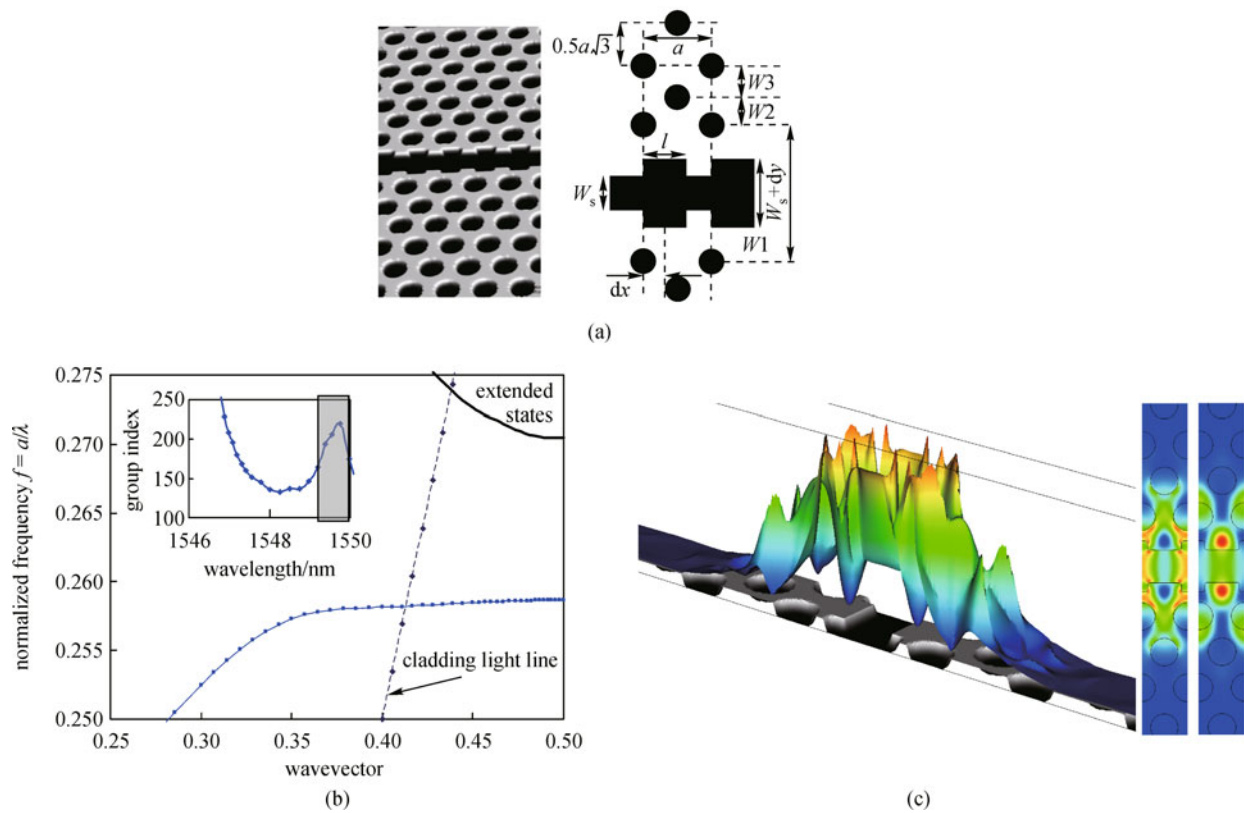 0.5a√3
a
W3
W2
l
W_s
W_s+dy
W1
dx
(a)
0.275
0.270
0.265
0.260
0.255
0.250
normalized frequency f = a/λ
0.25 0.30 0.35 0.40 0.45 0.50
wavevector
extended
states
cladding light line
250
200
150
100
group index
1546 1548 1550
wavelength/nm
(b)
(c)